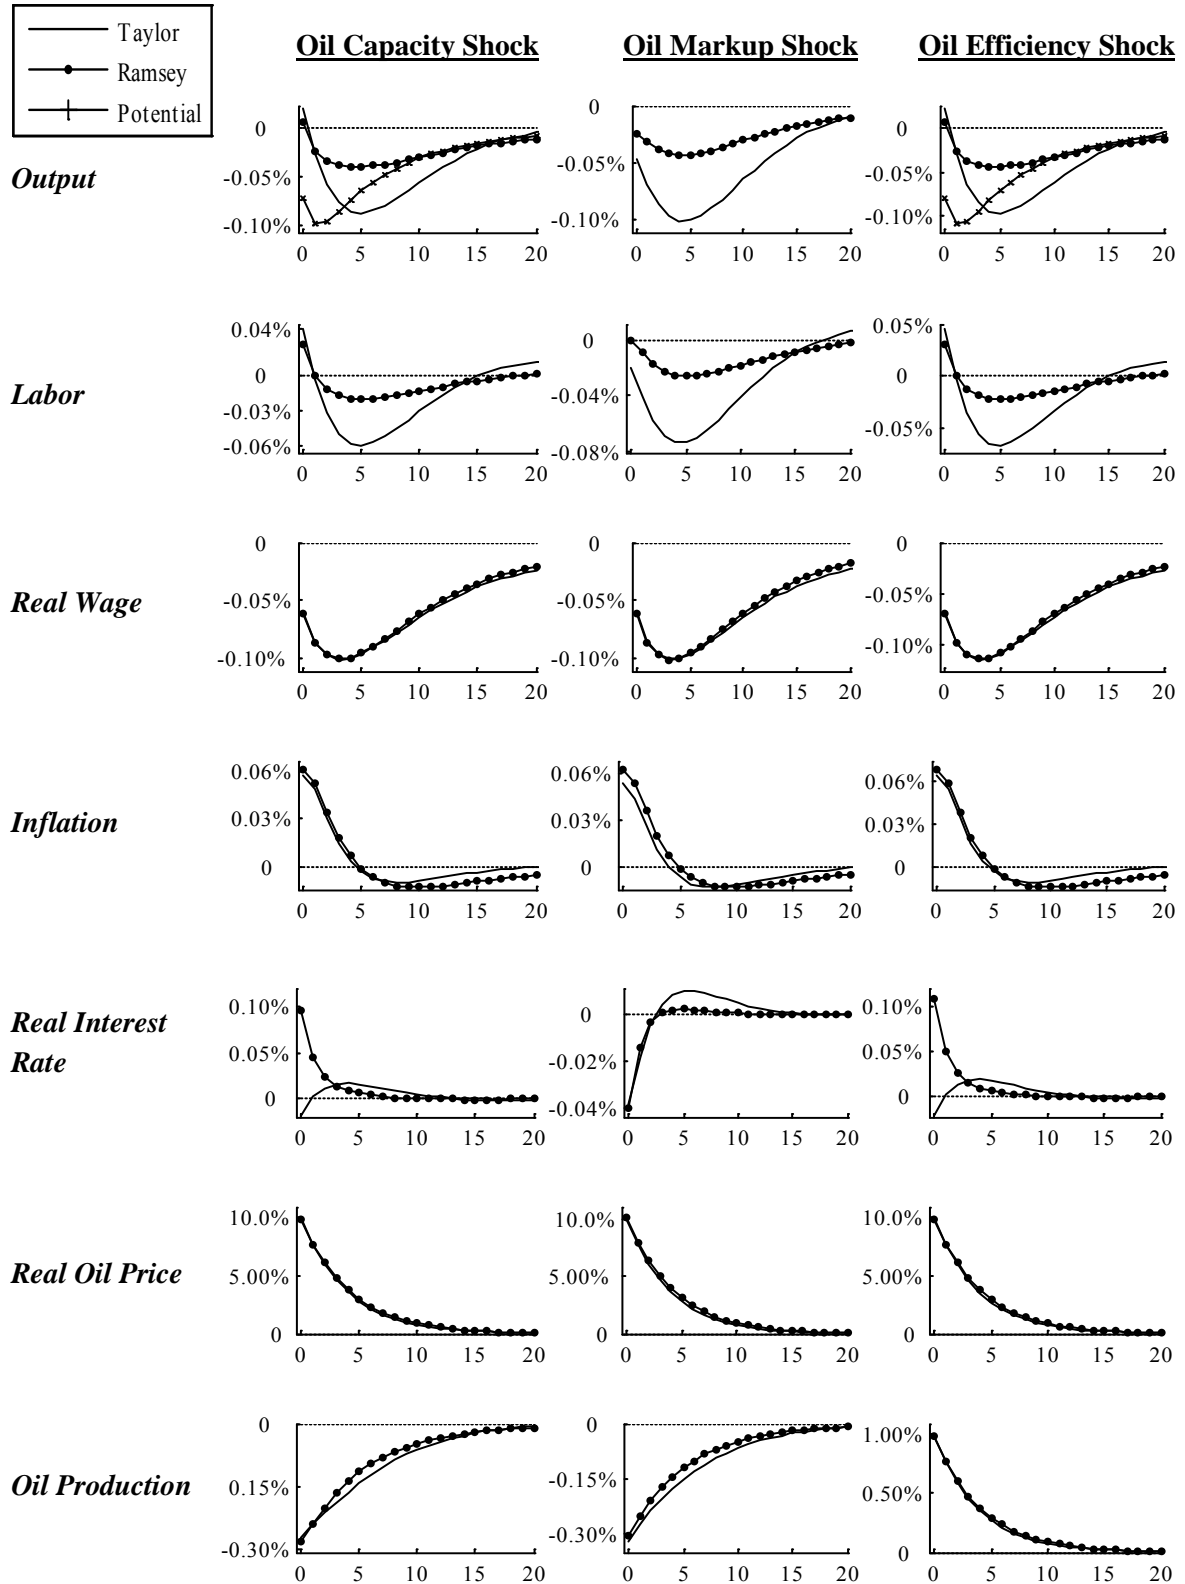 Taylor
Ramsey
Potential
Oil Capacity Shock Oil Markup Shock Oil Efficiency Shock
Output
0
-0.05%
-0.10%
0 5 10 15 20
0
-0.05%
-0.10%
0 5 10 15 20
0
-0.05%
-0.10%
0 5 10 15 20
Labor
0.04%
0
-0.03%
-0.06%
0 5 10 15 20
0
-0.04%
-0.08%
0 5 10 15 20
0.05%
0
-0.05%
0 5 10 15 20
Real Wage
0
-0.05%
-0.10%
0 5 10 15 20
0
-0.05%
-0.10%
0 5 10 15 20
0
-0.05%
-0.10%
0 5 10 15 20
Inflation
0.06%
0.03%
0
0 5 10 15 20
0.06%
0.03%
0
0 5 10 15 20
0.06%
0.03%
0
0 5 10 15 20
Real Interest
Rate
0.10%
0.05%
0
0 5 10 15 20
0
-0.02%
-0.04%
0 5 10 15 20
0.10%
0.05%
0
0 5 10 15 20
Real Oil Price
10.0%
5.00%
0
0 5 10 15 20
10.0%
5.00%
0
0 5 10 15 20
10.0%
5.00%
0
0 5 10 15 20
Oil Production
0
0.15%
-0.30%
0 5 10 15 20
0
-0.15%
-0.30%
0 5 10 15 20
1.00%
0.50%
0
0 5 10 15 20